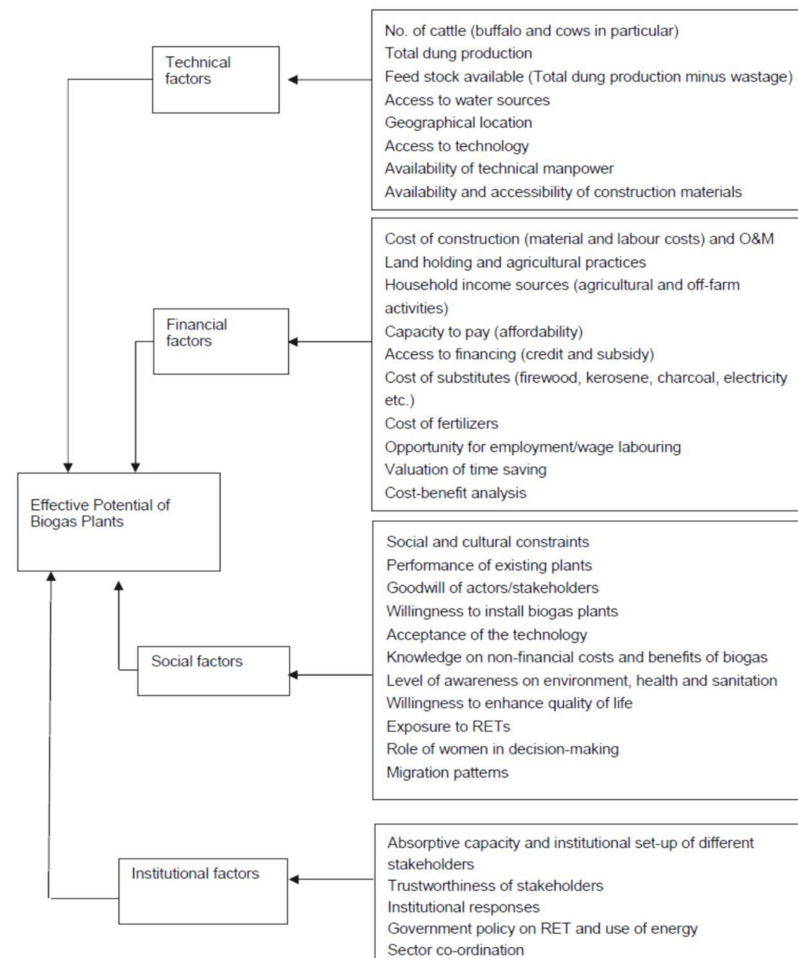 Technical
factors
No. of cattle (buffalo and cows in particular)
Total dung production
Feed stock available (Total dung production minus wastage)
Access to water sources
Geographical location
Access to technology
Availability of technical manpower
Availability and accessibility of construction materials
Financial
factors
Cost of construction (material and labour costs) and O&M
Land holding and agricultural practices
Household income sources (agricultural and off-farm
activities)
Capacity to pay (affordability)
Access to financing (credit and subsidy)
Cost of substitutes (firewood, kerosene, charcoal, electricity
etc.)
Cost of fertilizers
Opportunity for employment/wage labouring
Valuation of time saving
Cost-benefit analysis
Effective Potential of
Biogas Plants
Social factors
Social and cultural constraints
Performance of existing plants
Goodwill of actors/stakeholders
Willingness to install biogas plants
Acceptance of the technology
Knowledge on non-financial costs and benefits of biogas
Level of awareness on environment, health and sanitation
Willingness to enhance quality of life
Exposure to RETs
Role of women in decision-making
Migration patterns
Institutional factors
Absorptive capacity and institutional set-up of different
stakeholders
Trustworthiness of stakeholders
Institutional responses
Government policy on RET and use of energy
Sector co-ordination